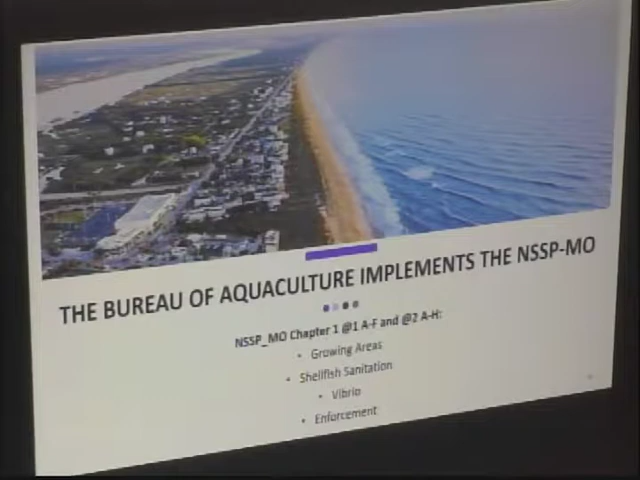 THE BUREAU OF AQUACULTURE IMPLEMENTS THE NSSP-MO
NSSP_MO Chapter 1 @1 A-F and @2 A-H:
• Growing Areas
• Shellfish Sanitation
• Vibrio
• Enforcement